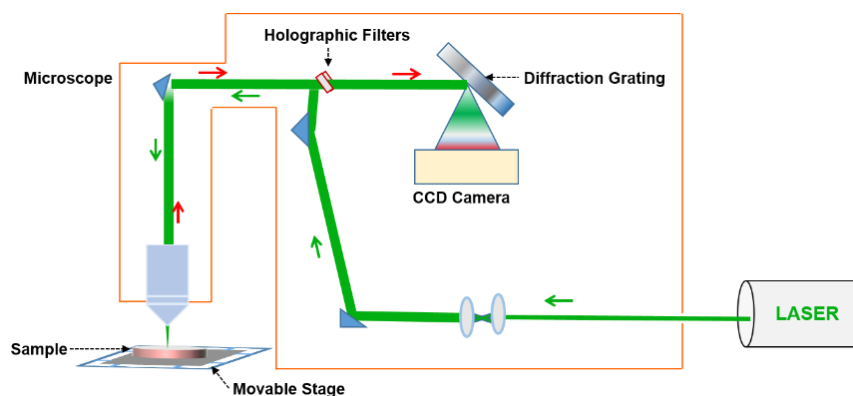 Holographic Filters
Microscope
Diffraction Grating
CCD Camera
LASER
Sample
Movable Stage